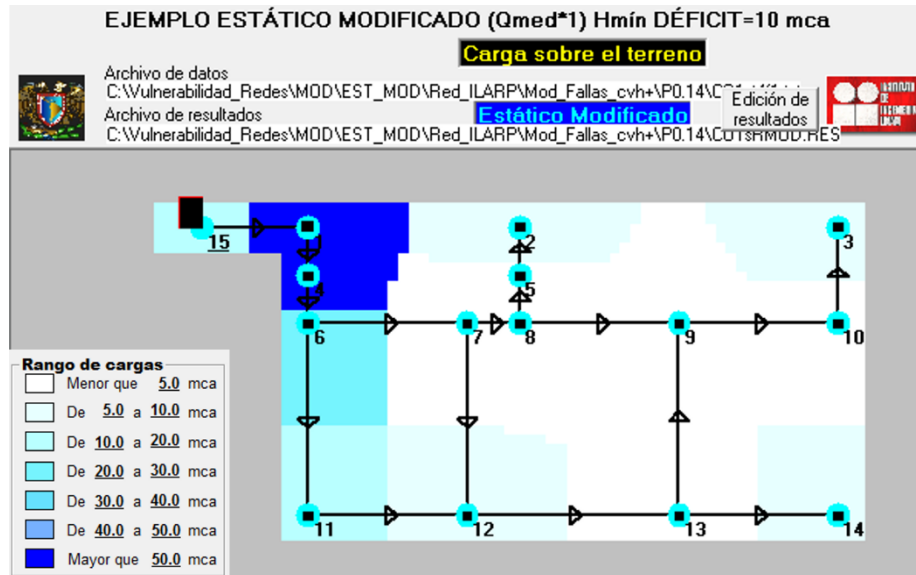 EJEMPLO ESTÁTICO MODIFICADO (Qmed*1) Hmín DÉFICIT=10 mca
Carga sobre el terreno
Archivo de datos
C:\Vulnerabilidad_Redes\MOD\EST_MOD\Red_ILARP\Mod_Fallas_cvh+\P0.14\
Archivo de resultados
C:\Vulnerabilidad_Redes\MOD\EST_MOD\Red_ILARP\Mod_Fallas_cvh+\P0.14\COTsRMOD.RES
Estático Modificado
Edición de
resultados
15
1
2
3
4
5
6
7
8
9
10
11
12
13
14
Rango de cargas
Menor que 5.0 mca
De 5.0 a 10.0 mca
De 10.0 a 20.0 mca
De 20.0 a 30.0 mca
De 30.0 a 40.0 mca
De 40.0 a 50.0 mca
Mayor que 50.0 mca